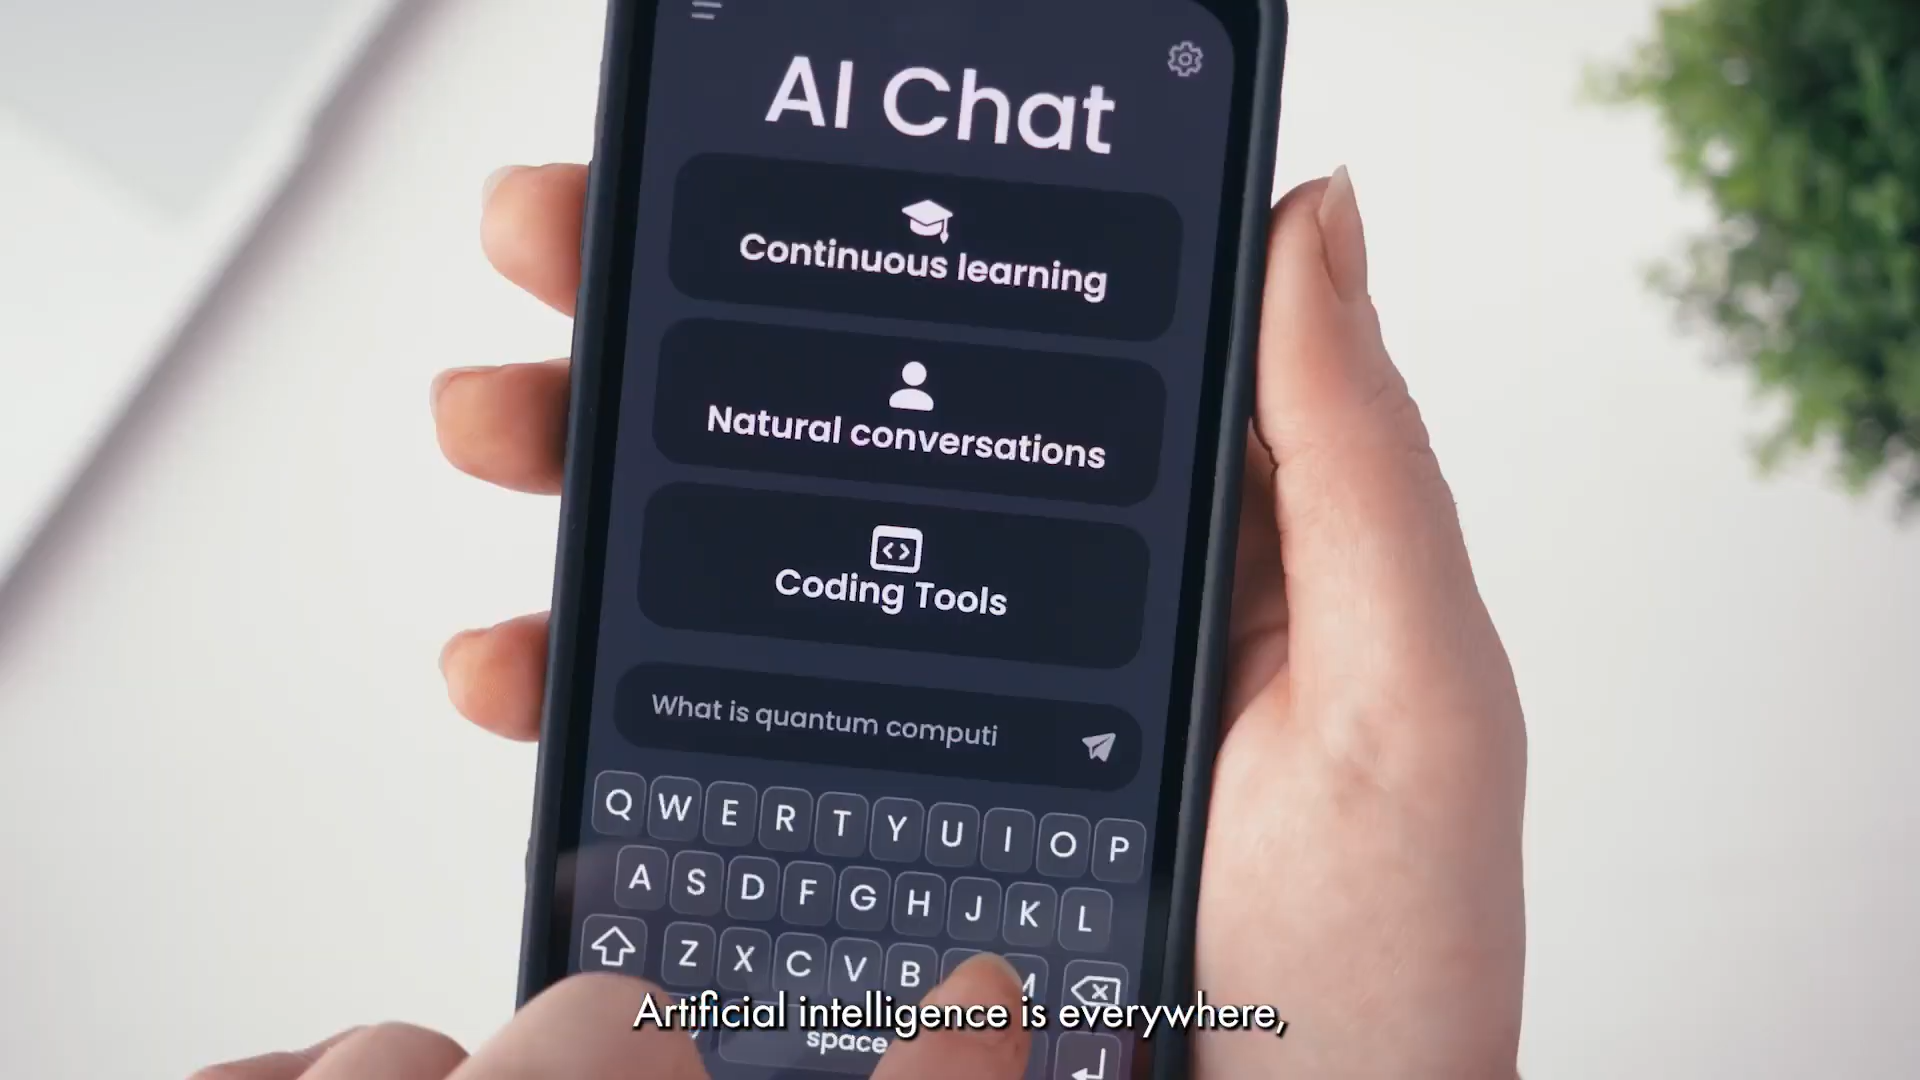 AI Chat
Continuous learning
Natural conversations
Coding Tools
What is quantum computi
Q W E R T Y U I O P
A S D F G H J K L
Z X C V B M
Artificial intelligence is everywhere,
space